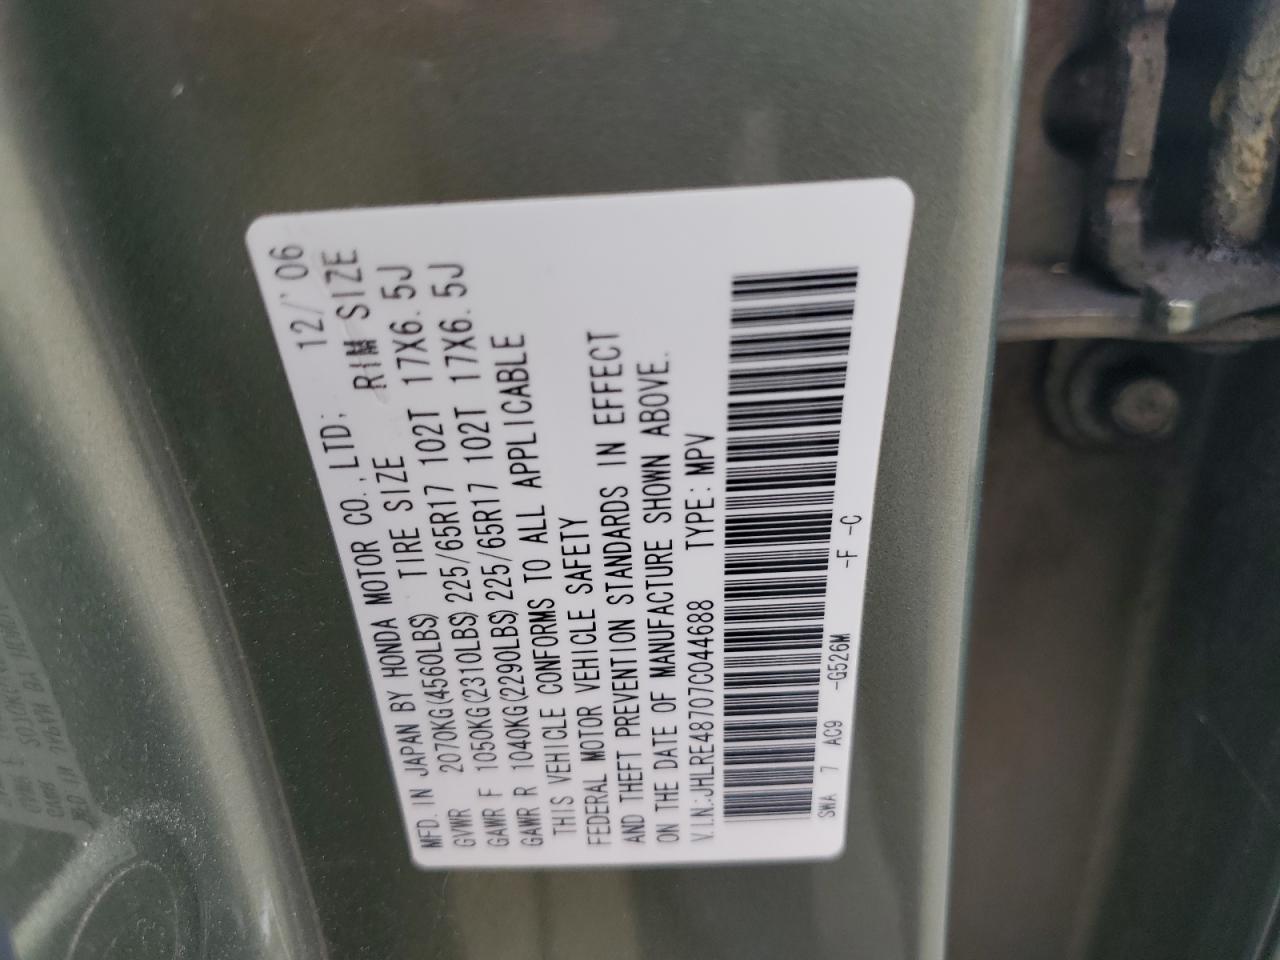 MFD. IN JAPAN BY HONDA MOTOR CO., LTD; 12/'06
GVWR 2070KG(4560LBS) TIRE SIZE RIM SIZE
GAWR F 1050KG(2310LBS) 225/65R17 102T 17X6.5J
GAWR R 1040KG(2290LBS) 225/65R17 102T 17X6.5J
THIS VEHICLE CONFORMS TO ALL APPLICABLE
FEDERAL MOTOR VEHICLE SAFETY
AND THEFT PREVENTION STANDARDS IN EFFECT
ON THE DATE OF MANUFACTURE SHOWN ABOVE.
V.I.N.:JHLRE48707C044688 TYPE:MPV
SWA 7 AC9 -G526M -F -C